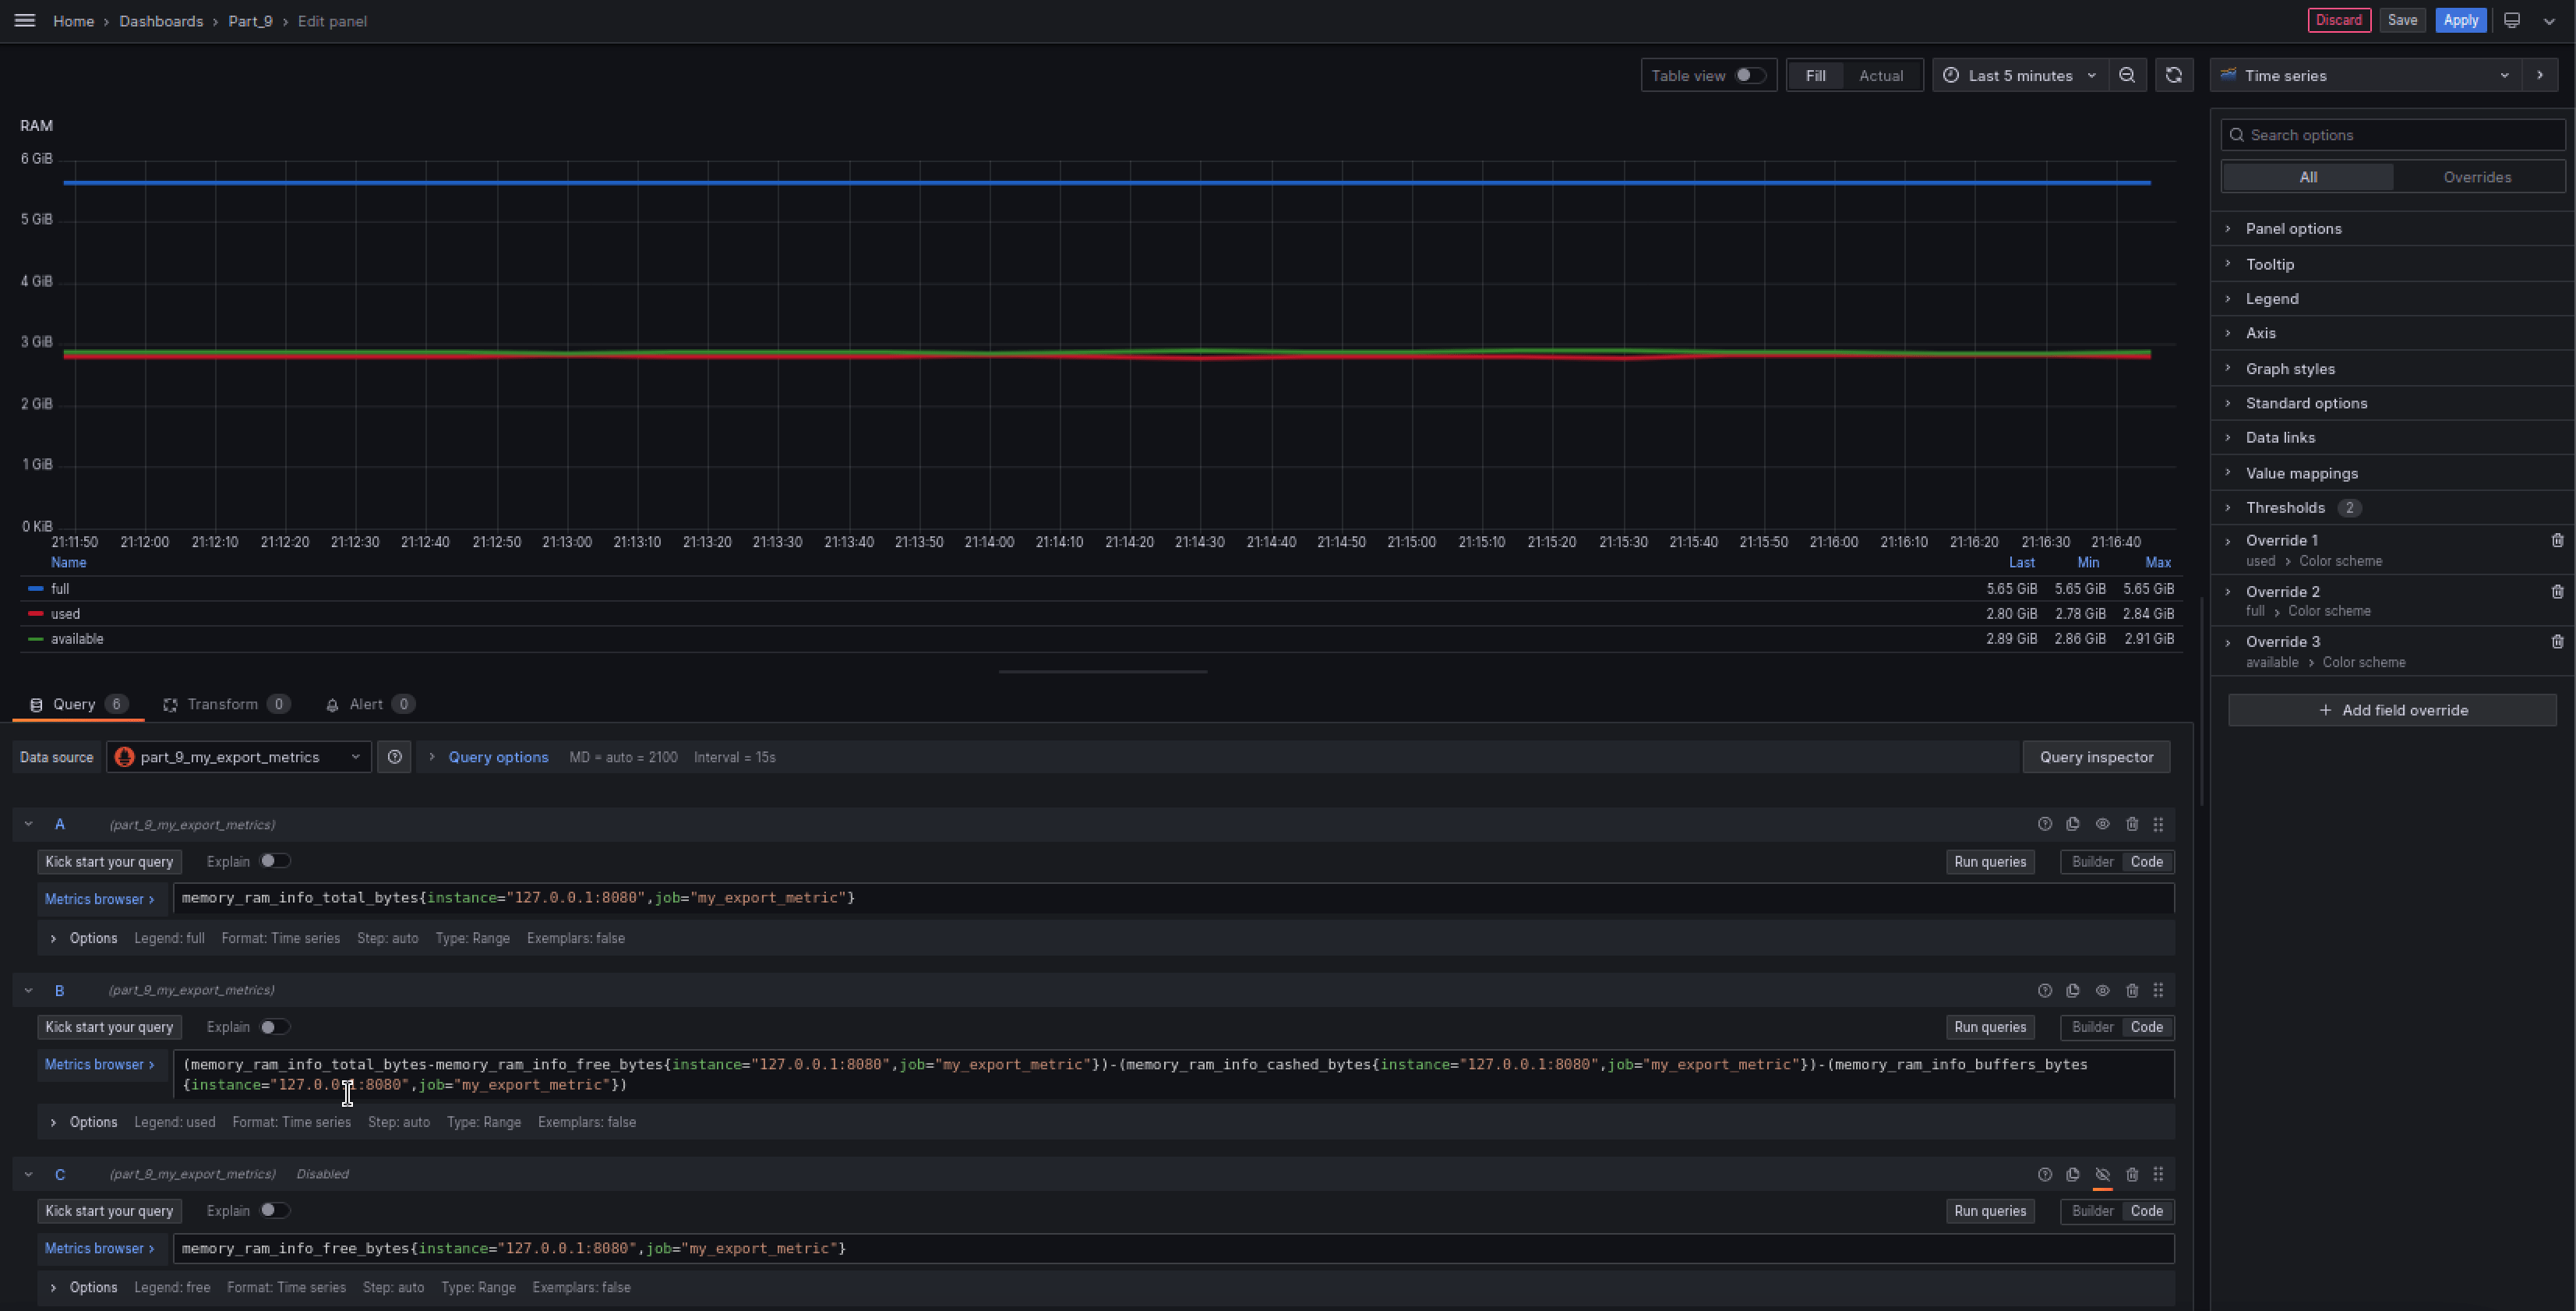 Home › Dashboards › Part_9 › Edit panel
Discard Save Apply
Table view Fill Actual Last 5 minutes Time series
RAM
Search options
All Overrides
6 GiB
5 GiB
4 GiB
3 GiB
2 GiB
1 GiB
0 KiB
21:11:50 21:12:00 21:12:10 21:12:20 21:12:30 21:12:40 21:12:50 21:13:00 21:13:10 21:13:20 21:13:30 21:13:40 21:13:50 21:14:00 21:14:10 21:14:20 21:14:30 21:14:40 21:14:50 21:15:00 21:15:10 21:15:20 21:15:30 21:15:40 21:15:50 21:16:00 21:16:10 21:16:20 21:16:30 21:16:40
Name Last Min Max
full 5.65 GiB 5.65 GiB 5.65 GiB
used 2.80 GiB 2.78 GiB 2.84 GiB
available 2.89 GiB 2.86 GiB 2.91 GiB
Panel options
Tooltip
Legend
Axis
Graph styles
Standard options
Data links
Value mappings
Thresholds 2
Override 1
used › Color scheme
Override 2
full › Color scheme
Override 3
available › Color scheme
+ Add field override
Query 6 Transform 0 Alert 0
Data source part_9_my_export_metrics › Query options MD = auto = 2100 Interval = 15s Query inspector
A (part_9_my_export_metrics)
Kick start your query Explain Run queries Builder Code
Metrics browser › memory_ram_info_total_bytes{instance="127.0.0.1:8080",job="my_export_metric"}
› Options Legend: full Format: Time series Step: auto Type: Range Exemplars: false
B (part_9_my_export_metrics)
Kick start your query Explain Run queries Builder Code
Metrics browser › (memory_ram_info_total_bytes-memory_ram_info_free_bytes{instance="127.0.0.1:8080",job="my_export_metric"})-(memory_ram_info_cashed_bytes{instance="127.0.0.1:8080",job="my_export_metric"})-(memory_ram_info_buffers_bytes
{instance="127.0.0.1:8080",job="my_export_metric"})
› Options Legend: used Format: Time series Step: auto Type: Range Exemplars: false
C (part_9_my_export_metrics) Disabled
Kick start your query Explain Run queries Builder Code
Metrics browser › memory_ram_info_free_bytes{instance="127.0.0.1:8080",job="my_export_metric"}
› Options Legend: free Format: Time series Step: auto Type: Range Exemplars: false